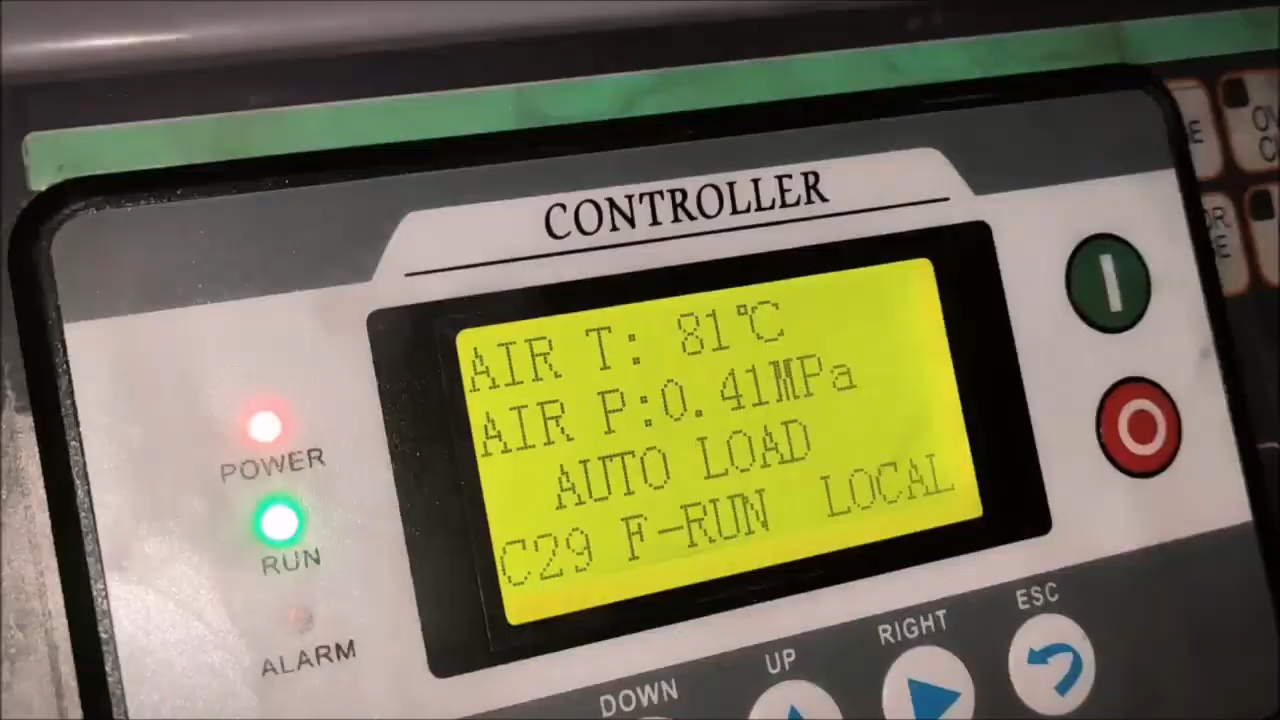 CONTROLLER
AIR T: 81℃
AIR P:0.41MPa
AUTO LOAD
C29 F-RUN LOCAL
POWER
RUN
ALARM
DOWN
UP
RIGHT
ESC